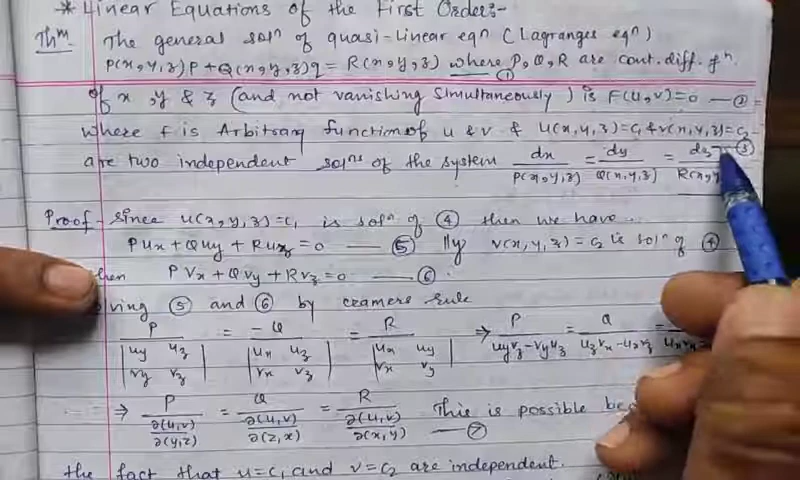 * Linear Equations of the First Order:-
Thm. The general solⁿ of quasi-Linear eqⁿ (Lagranges eqⁿ)
P(x,y,z)P + Q(x,y,z)q = R(x,y,z) where P, Q, R are cont. diff. fⁿ. ①
of x, y & z (and not vanishing simultaneously) is F(u,v)=0 — ②
where F is Arbitrary function of u & v & u(x,y,z)=c₁ & v(x,y,z)=c₂ — ③
are two independent solⁿs of the system dx/P(x,y,z) = dy/Q(x,y,z) = dz/R(x,y
Proof - since u(x,y,z)=c₁ is solⁿ of ④ then we have.
Pux + Quy + Ruz = 0 — ⑤ lly v(x,y,z) = c₂ is solⁿ of ④
then Pvx + Qvy + Rvz = 0 — ⑥.
olving ⑤ and ⑥ by cramers rule
P/|uy uz; vy vz| = -Q/|ux uz; vx vz| = R/|ux uy; vx vy| ⇒ P/uyvz-vyuz = Q/uzvx-uxvz =
⇒ P/∂(u,v)/∂(y,z) = Q/∂(u,v)/∂(z,x) = R/∂(u,v)/∂(x,y) — ⑦ This is possible bec
the fact that u=c₁ and v=c₂ are independent.